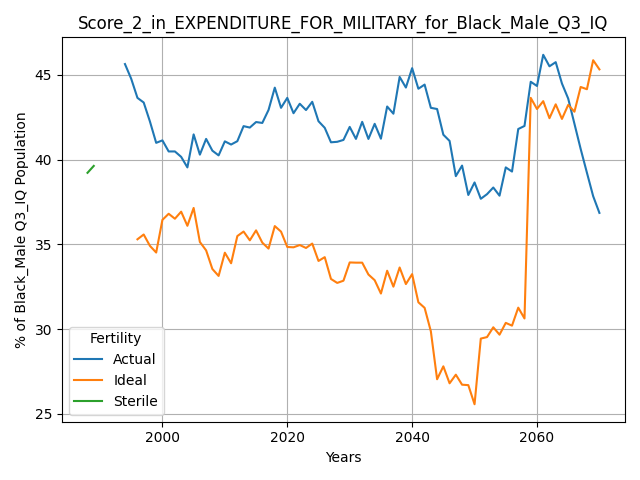 Score_2_in_EXPENDITURE_FOR_MILITARY_for_Black_Male_Q3_IQ
% of Black_Male Q3_IQ Population
45
40
35
30
25
Fertility
Actual
Ideal
Sterile
2000 2020 2040 2060
Years